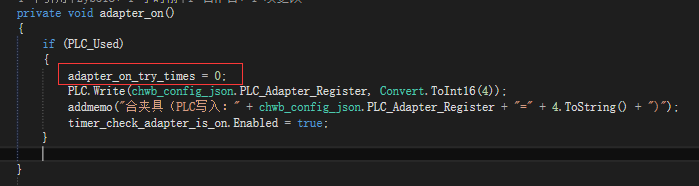 private void adapter_on()
{
if (PLC_Used)
{
adapter_on_try_times = 0;
PLC.Write(chwb_config_json.PLC_Adapter_Register, Convert.ToInt16(4));
addmemo("合夹具（PLC写入: " + chwb_config_json.PLC_Adapter_Register + "=" + 4.ToString() + ")");
timer_check_adapter_is_on.Enabled = true;
}
}